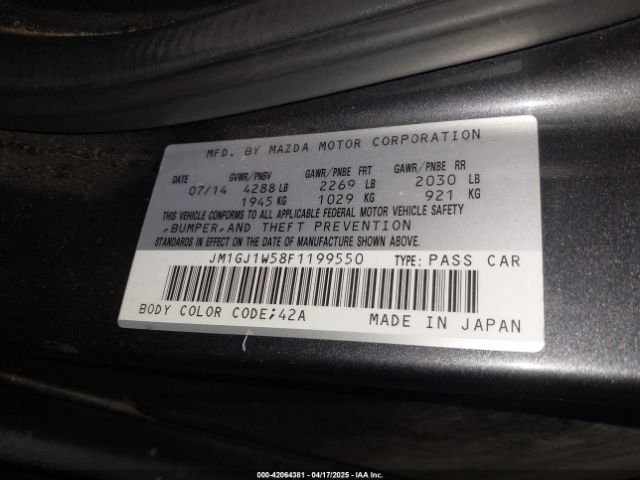 MFD. BY MAZDA MOTOR CORPORATION
DATE GVWR/PNBV GAWR/PNBE FRT GAWR/PNBE RR
07/14 4288 LB 2269 LB 2030 LB
1945 KG 1029 KG 921 KG
THIS VEHICLE CONFORMS TO ALL APPLICABLE FEDERAL MOTOR VEHICLE SAFETY
,BUMPER,AND THEFT PREVENTION
STANDARDS IN EFFECT ON THE DATE OF MANUFACTURE SHOWN ABOVE.
JM1GJ1W58F1199550 TYPE: PASS CAR
BODY COLOR CODE;42A MADE IN JAPAN
000-42064381 - 04/17/2025 - IAA Inc.